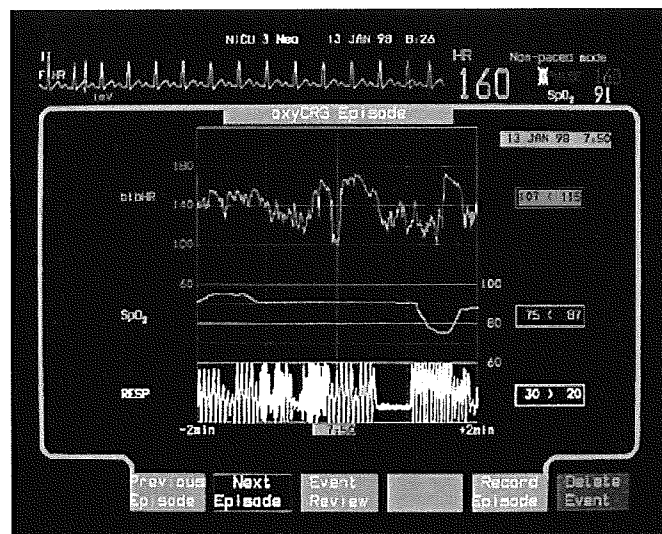 NICU 3 Neo 13 JAN 98 8:26
HR Non-paced mode
160
SpO₂ 91
1mV
oxyCRG Episode
13 JAN 98 7:50
180
btbHR 140
100
60 100
SpO₂ 80 75 < 87
60
RESP 30 > 20
-2min 7:50 +2min
Previous Episode
Next Episode
Event Review
Record Episode
Delete Event